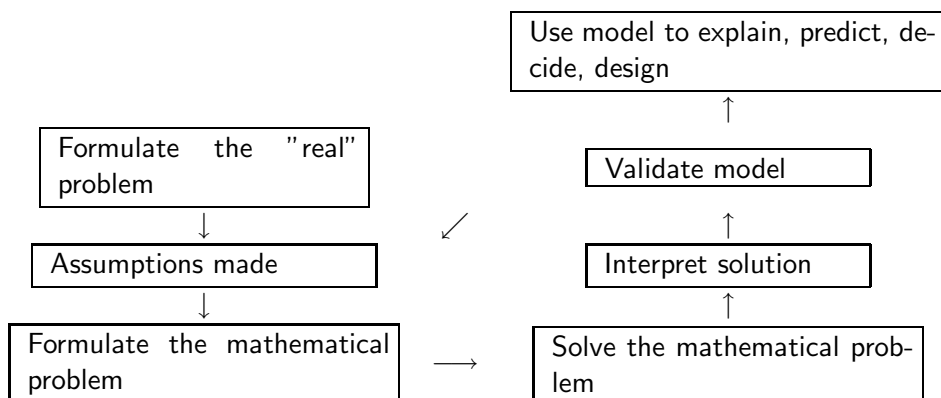 Use model to explain, predict, de-
cide, design
Formulate the ”real”
problem
Validate model
Assumptions made
Interpret solution
Formulate the mathematical
problem
Solve the mathematical prob-
lem